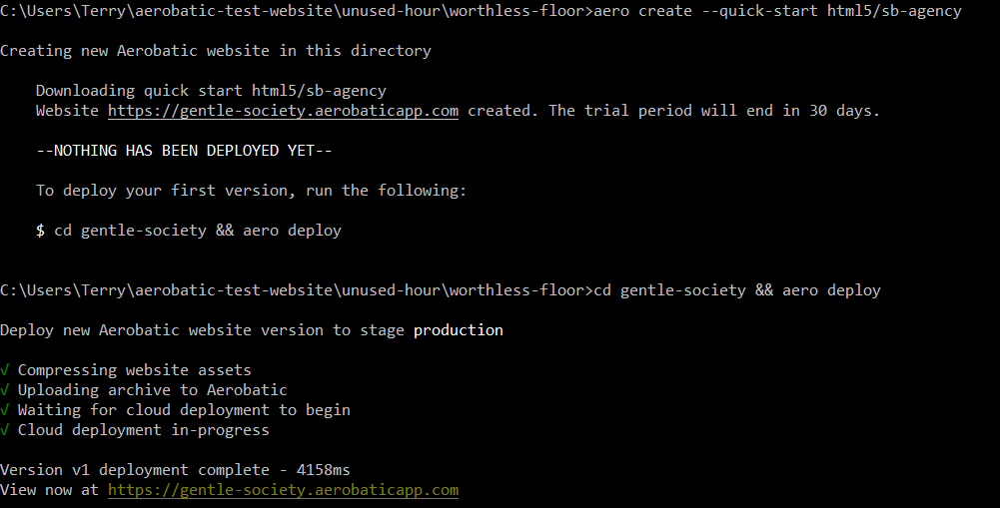 C:\Users\Terry\aerobatic-test-website\unused-hour\worthless-floor>aero create --quick-start html5/sb-agency
Creating new Aerobatic website in this directory
Downloading quick start html5/sb-agency
Website https://gentle-society.aerobaticapp.com created. The trial period will end in 30 days.
--NOTHING HAS BEEN DEPLOYED YET--
To deploy your first version, run the following:
$ cd gentle-society && aero deploy
C:\Users\Terry\aerobatic-test-website\unused-hour\worthless-floor>cd gentle-society && aero deploy
Deploy new Aerobatic website version to stage production
√ Compressing website assets
√ Uploading archive to Aerobatic
√ Waiting for cloud deployment to begin
√ Cloud deployment in-progress
Version v1 deployment complete - 4158ms
View now at https://gentle-society.aerobaticapp.com